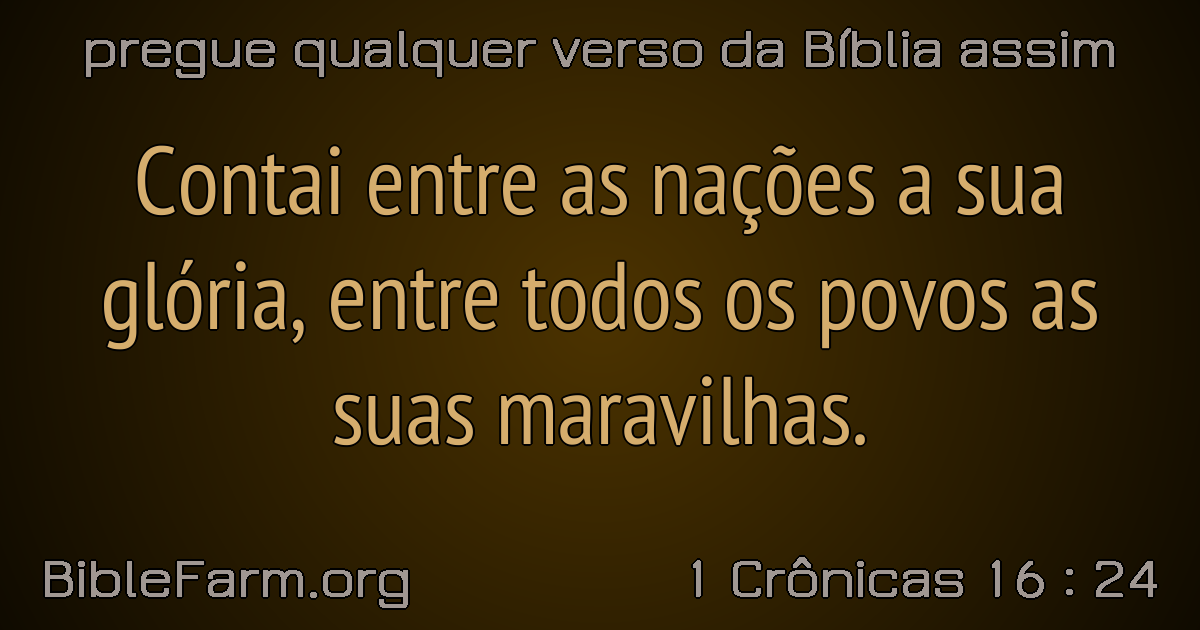 pregue qualquer verso da Bíblia assim
Contai entre as nações a sua
glória, entre todos os povos as
suas maravilhas.
BibleFarm.org
1 Crônicas 16 : 24